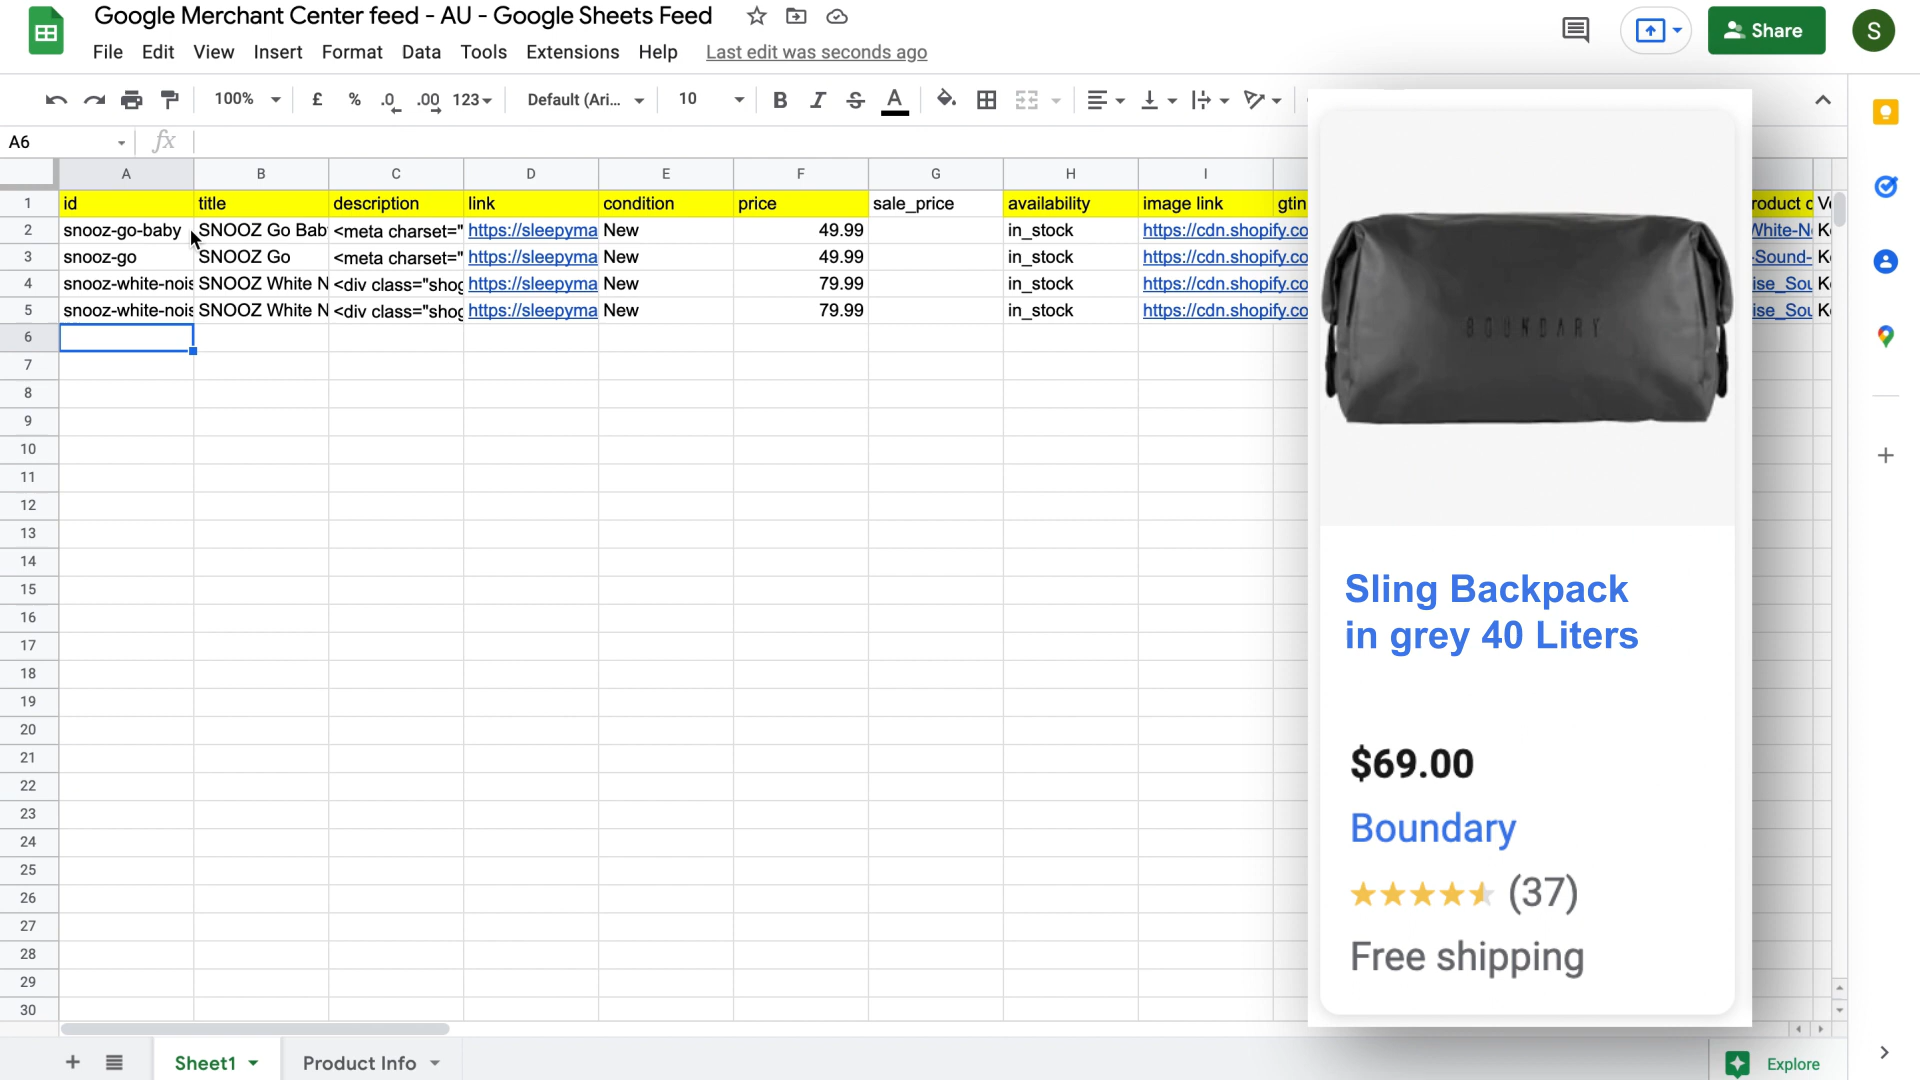 Google Merchant Center feed - AU - Google Sheets Feed
File Edit View Insert Format Data Tools Extensions Help Last edit was seconds ago
Share
S
100% £ % .0 .00 123 Default (Ari... 10 B I S A
A6 fx
A B C D E F G H I
1 id title description link condition price sale_price availability image link gtin
2 snooz-go-baby SNOOZ Go Bab <meta charset=" https://sleepyma New 49.99 in_stock https://cdn.shopify.co White-N K
3 snooz-go SNOOZ Go <meta charset=" https://sleepyma New 49.99 in_stock https://cdn.shopify.co -Sound- K
4 snooz-white-nois SNOOZ White N <div class="shog https://sleepyma New 79.99 in_stock https://cdn.shopify.co ise_Sou K
5 snooz-white-nois SNOOZ White N <div class="shog https://sleepyma New 79.99 in_stock https://cdn.shopify.co ise_Sou K
6
7
8
9
10
11
12
13
14
15
16
17
18
19
20
21
22
23
24
25
26
27
28
29
30
BOUNDARY
Sling Backpack
in grey 40 Liters
$69.00
Boundary
(37)
Free shipping
Sheet1 Product Info Explore